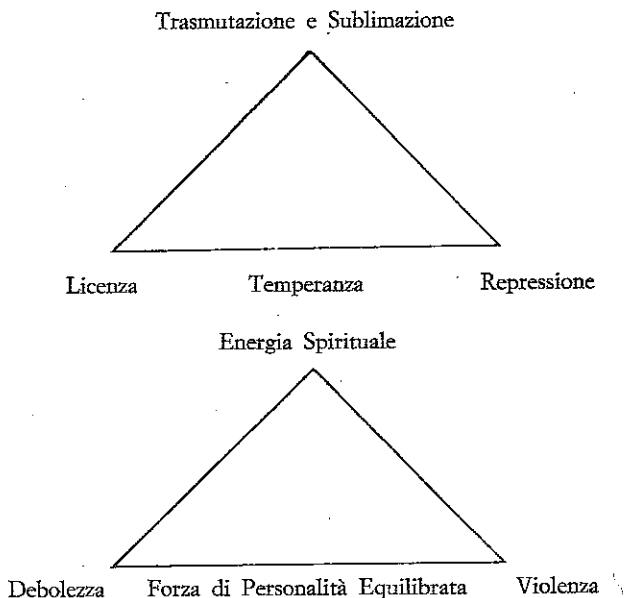 Trasmutazione e Sublimazione
Licenza Temperanza Repressione
Energia Spirituale
Debolezza Forza di Personalità Equilibrata Violenza